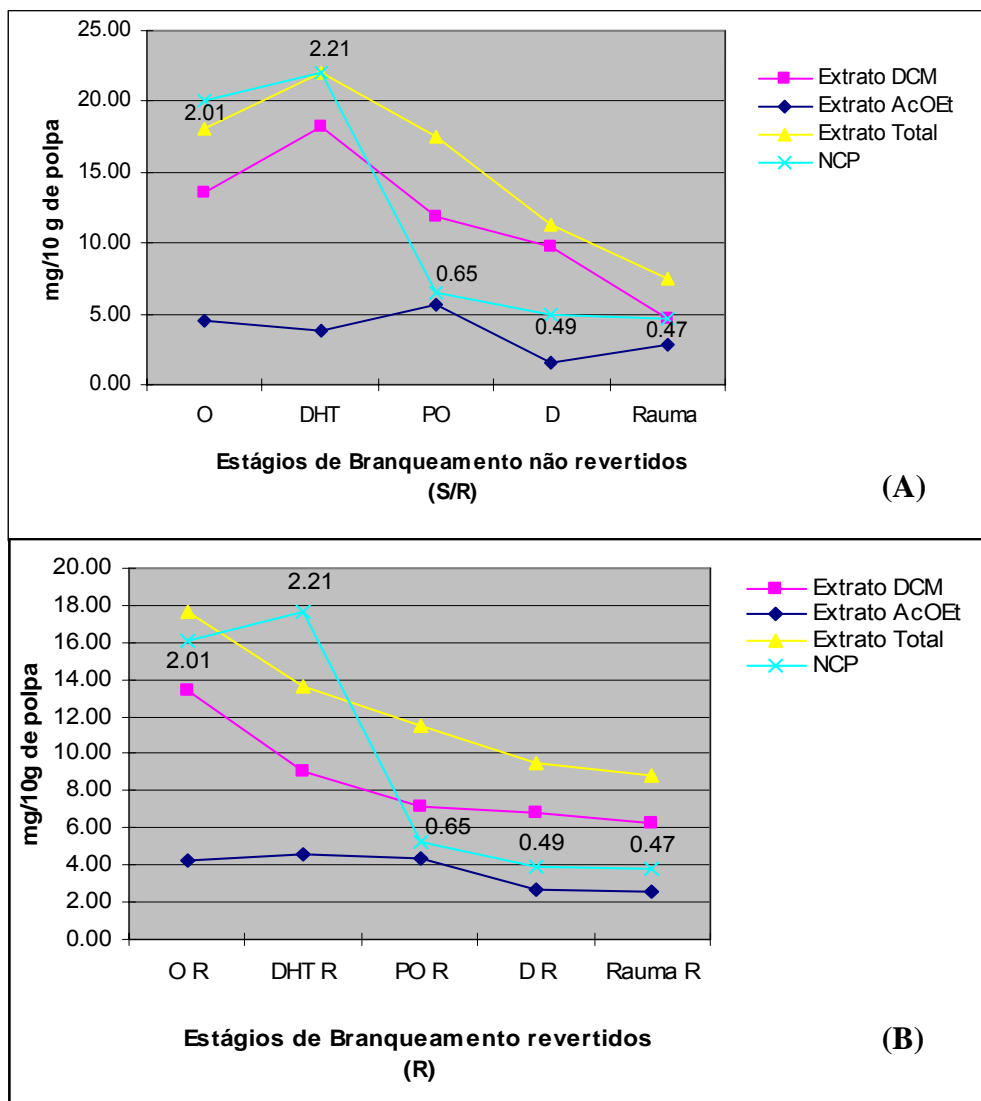 25.00
20.00
15.00
10.00
5.00
0.00
mg/10 g de polpa
2.01
2.21
0.65
0.49
0.47
O DHT PO D Rauma
Estágios de Branqueamento não revertidos
(S/R)
Extrato DCM
Extrato AcOEt
Extrato Total
NCP
(A)
20.00
18.00
16.00
14.00
12.00
10.00
8.00
6.00
4.00
2.00
0.00
mg/10g de polpa
2.01
2.21
0.65
0.49
0.47
O R DHT R PO R D R Rauma R
Estágios de Branqueamento revertidos
(R)
Extrato DCM
Extrato AcOEt
Extrato Total
NCP
(B)